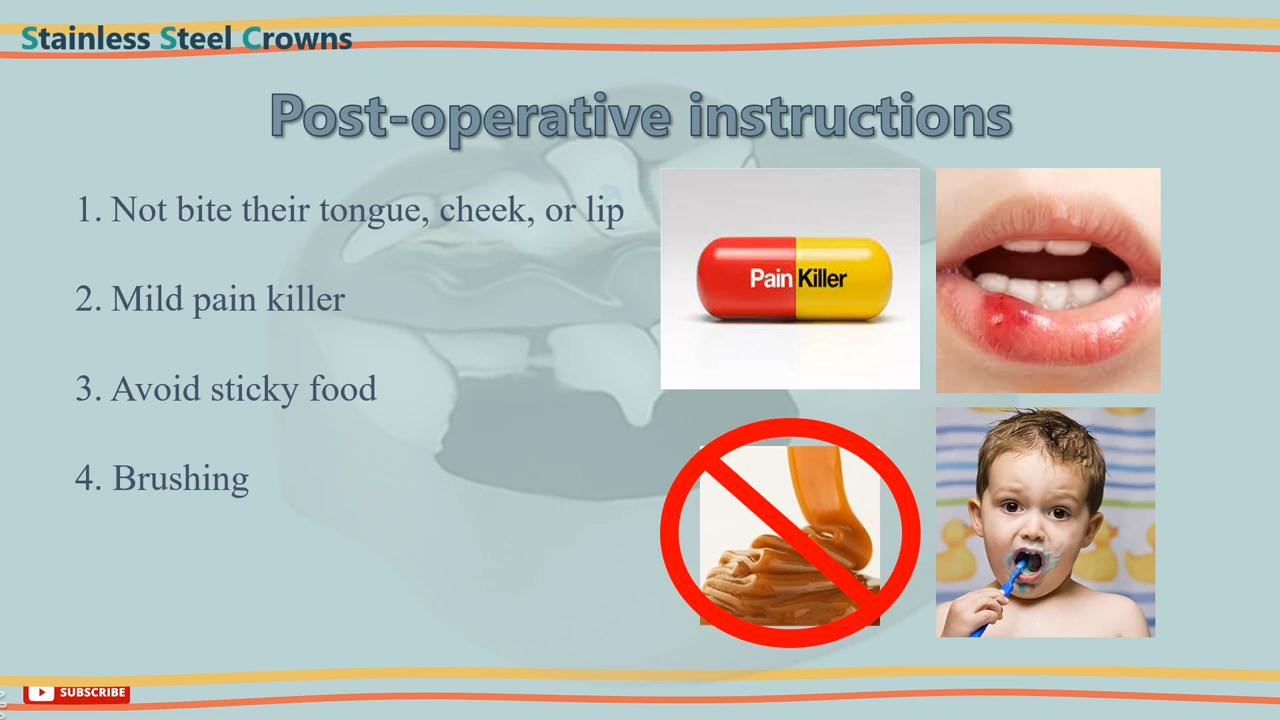 Stainless Steel Crowns
Post-operative instructions
1. Not bite their tongue, cheek, or lip
2. Mild pain killer
3. Avoid sticky food
4. Brushing
Pain Killer
SUBSCRIBE